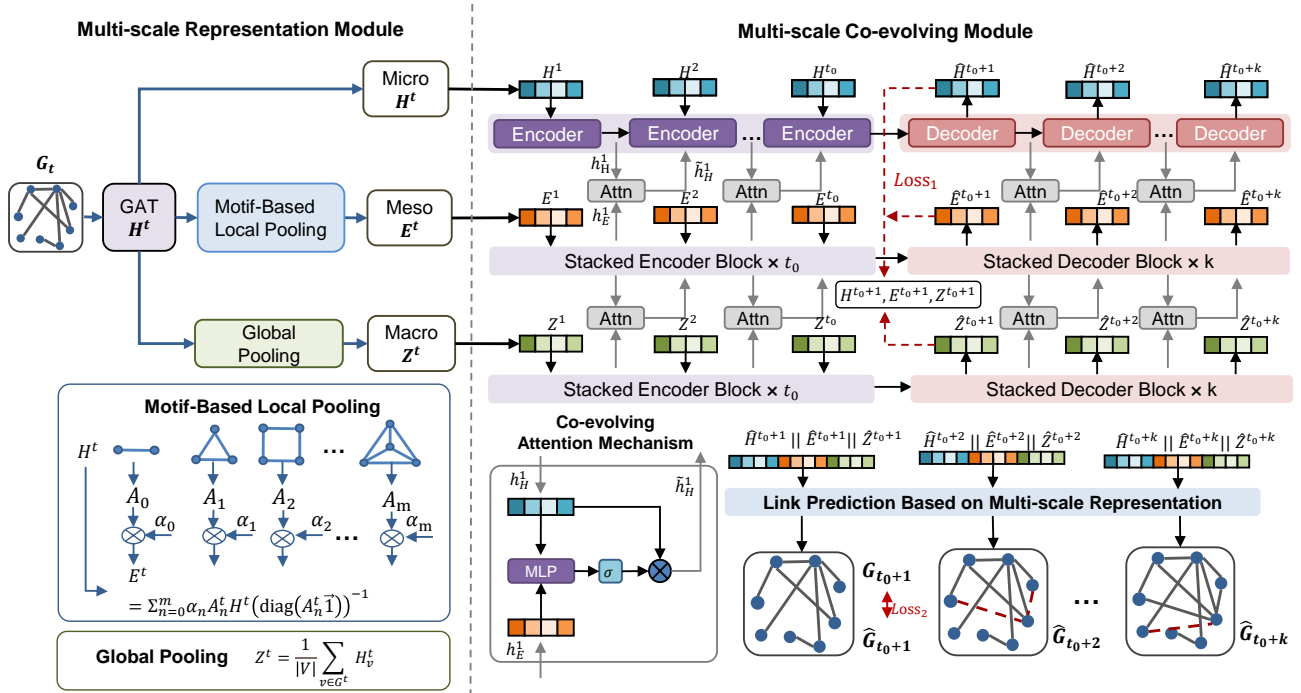 Multi-scale Representation Module
Multi-scale Co-evolving Module
G_t
GAT
H^t
Micro
H^t
Motif-Based
Local Pooling
Meso
E^t
Global
Pooling
Macro
Z^t
H^1
H^2
H^{t_0}
Ĥ^{t_0+1}
Ĥ^{t_0+2}
Ĥ^{t_0+k}
Encoder
Encoder
...
Encoder
Decoder
Decoder
...
Decoder
h_H^1
h̃_H^1
Attn
Attn
Attn
Attn
Loss_1
h_E^1
E^1
E^2
E^{t_0}
Ê^{t_0+1}
Ê^{t_0+2}
Ê^{t_0+k}
Stacked Encoder Block × t_0
Stacked Decoder Block × k
H^{t_0+1}, E^{t_0+1}, Z^{t_0+1}
Attn
Attn
Attn
Attn
Z^1
Z^2
Z^{t_0}
Ẑ^{t_0+1}
Ẑ^{t_0+2}
Ẑ^{t_0+k}
Stacked Encoder Block × t_0
Stacked Decoder Block × k
Motif-Based Local Pooling
H^t
...
A_0
A_1
A_2
A_m
α_0
α_1
α_2
...
α_m
E^t
= Σ_{n=0}^m α_n A_n^t H^t (diag(A_n^t 1⃗))^{-1}
Global Pooling
Z^t = 1/|V| ∑_{v∈G^t} H_v^t
Co-evolving
Attention Mechanism
h_H^1
h̃_H^1
MLP
σ
h_E^1
Ĥ^{t_0+1} || Ê^{t_0+1} || Ẑ^{t_0+1}
Ĥ^{t_0+2} || Ê^{t_0+2} || Ẑ^{t_0+2}
Ĥ^{t_0+k} || Ê^{t_0+k} || Ẑ^{t_0+k}
Link Prediction Based on Multi-scale Representation
G_{t_0+1}
Loss_2
Ĝ_{t_0+1}
Ĝ_{t_0+2}
...
Ĝ_{t_0+k}